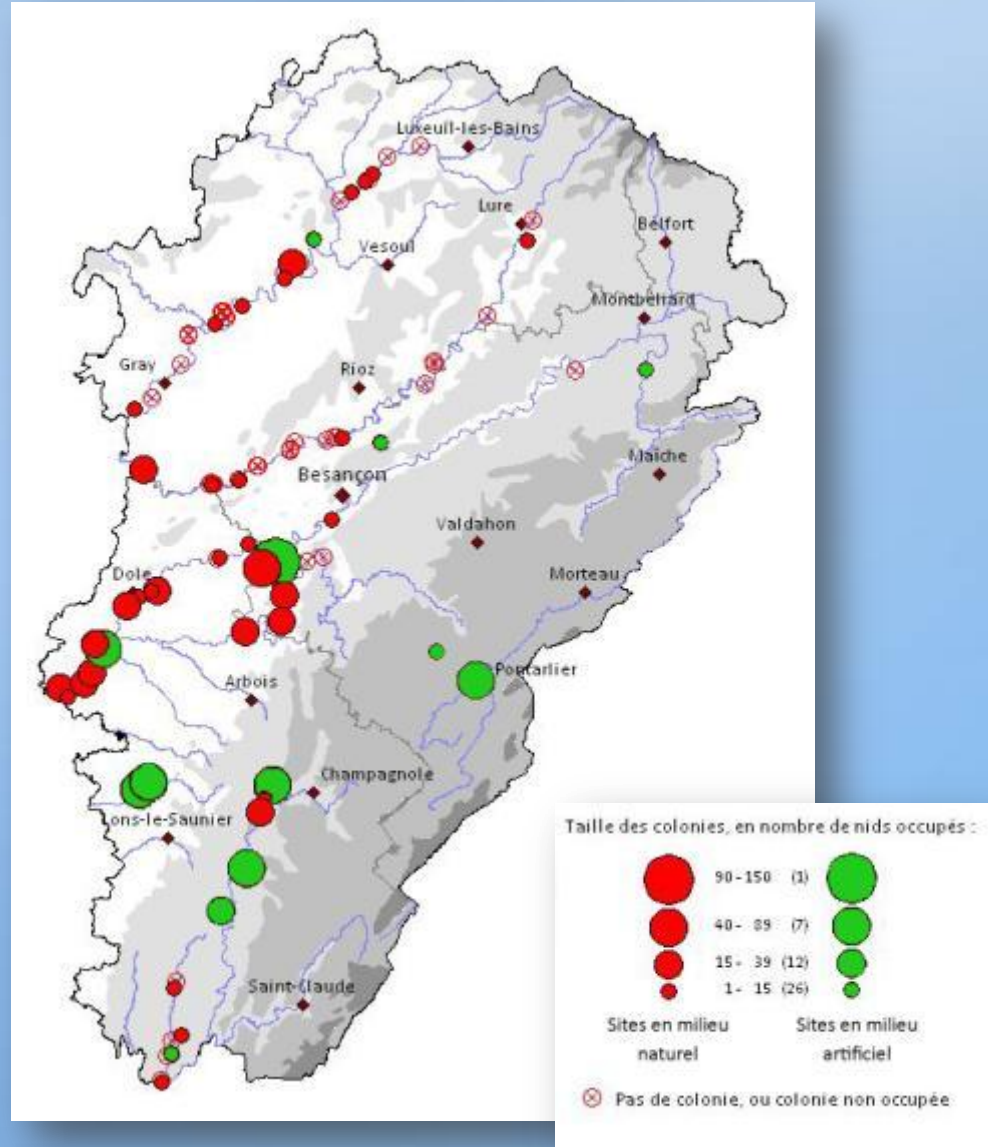 Luxeuil-les-Bains
Lure
Belfort
Vesoul
Montbéliard
Gray
Rioz
Maîche
Besançon
Valdahon
Dole
Morteau
Pontarlier
Arbois
Champagnole
ons-le-Saunier
Saint-Claude
Taille des colonies, en nombre de nids occupés :
90-150 (1)
40- 89 (7)
15- 39 (12)
1- 15 (26)
Sites en milieu naturel
Sites en milieu artificiel
Pas de colonie, ou colonie non occupée